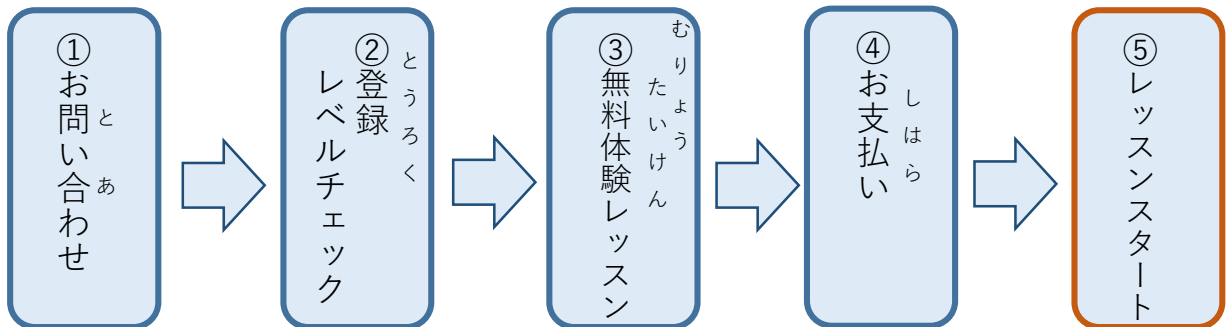 ①お問い合わせ
と
あ
②登録
とうろく
レベルチェック
③無料体験レッスン
むりょう
たいけん
④お支払い
しはら
⑤レッスンスタート